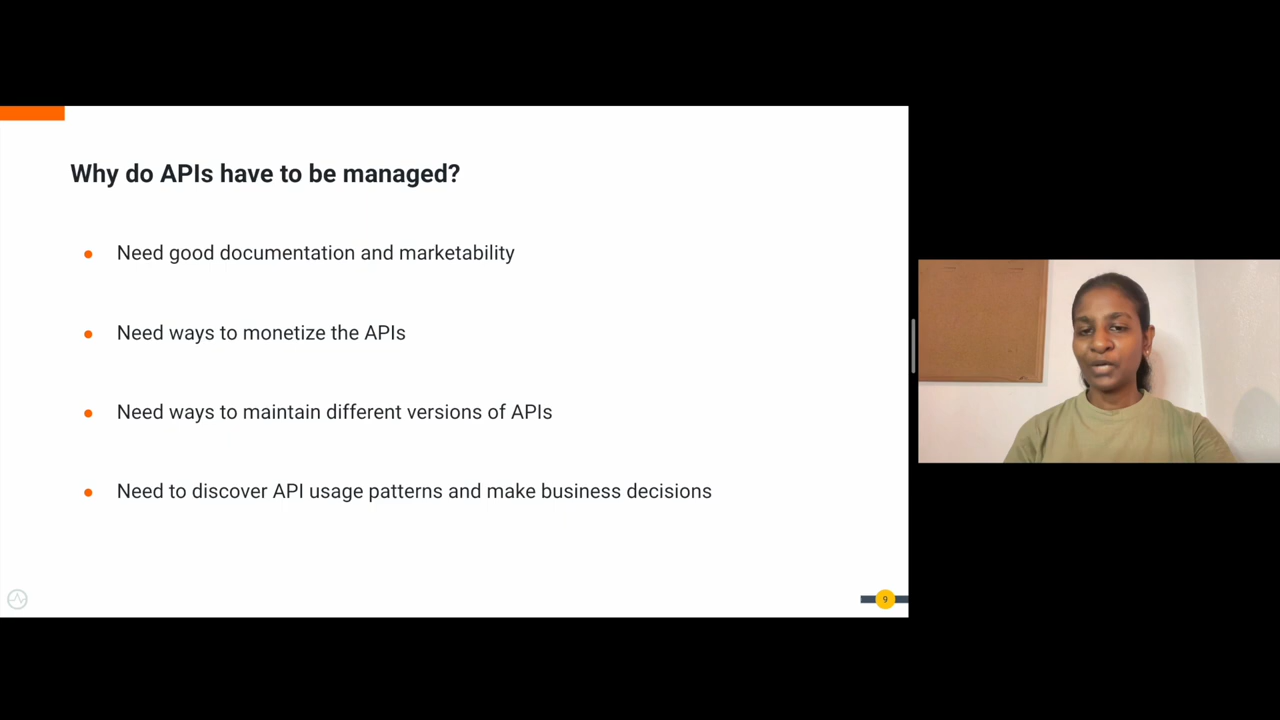 Why do APIs have to be managed?
Need good documentation and marketability
Need ways to monetize the APIs
Need ways to maintain different versions of APIs
Need to discover API usage patterns and make business decisions
9